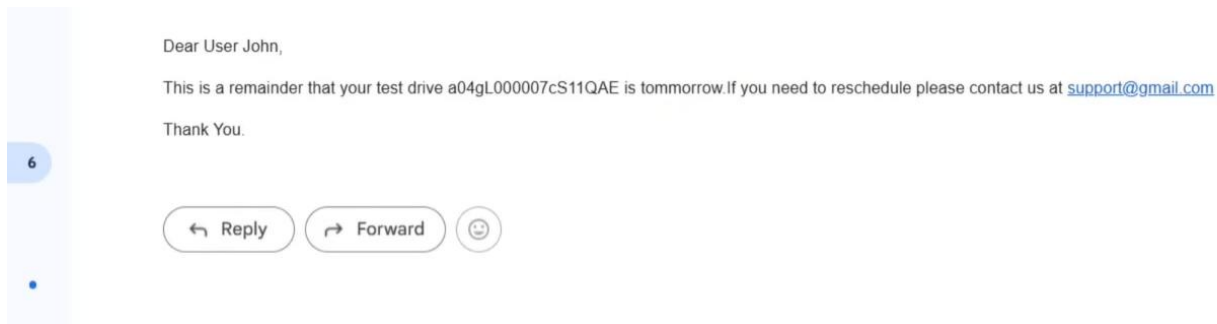 Dear User John,
This is a remainder that your test drive a04gL000007cS11QAE is tommorrow.If you need to reschedule please contact us at support@gmail.com
Thank You.
6
Reply Forward